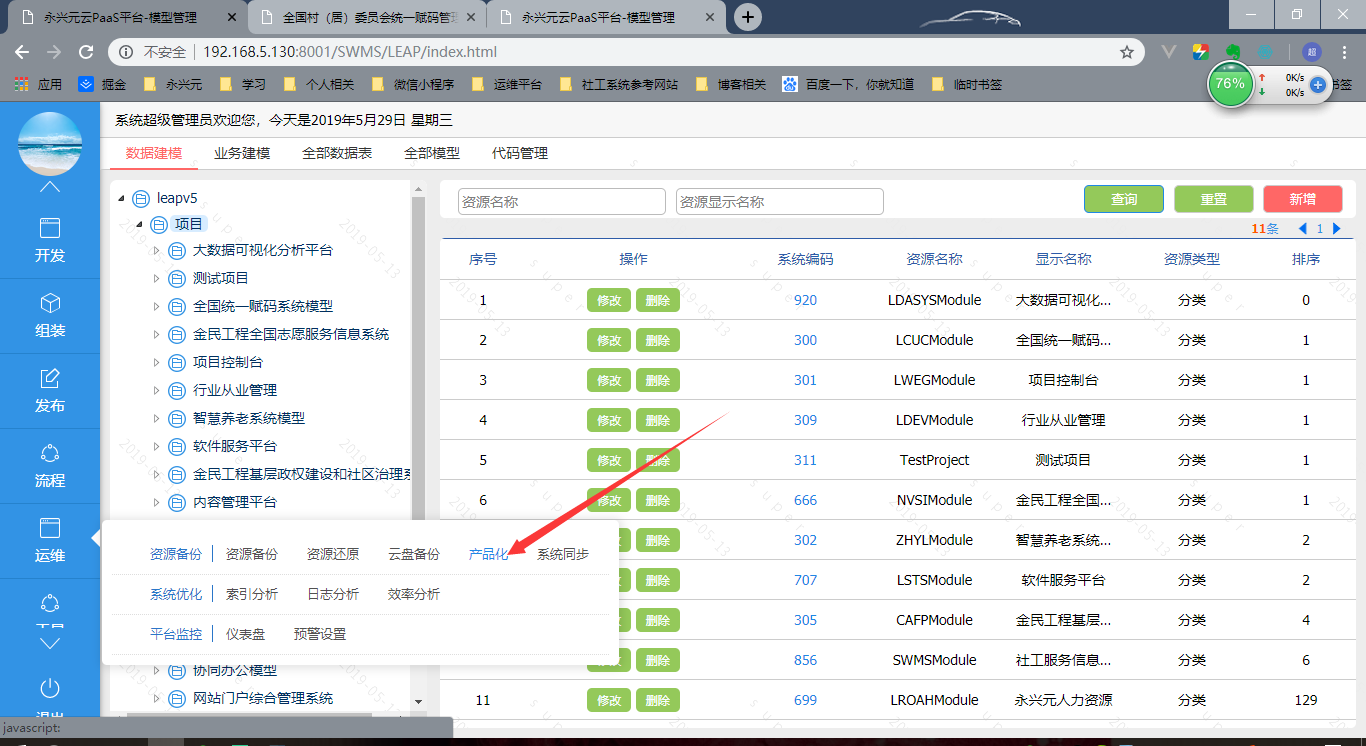 永兴元云PaaS平台-模型管理
全国村（居）委员会统一赋码管理
永兴元云PaaS平台-模型管理
不安全 192.168.5.130:8001/SWMS/LEAP/index.html
超
应用 掘金 永兴元 学习 个人相关 微信小程序 运维平台 社工系统参考网站 博客相关 百度一下，你就知道 临时书签 书签
76% 0K/s
0K/s
系统超级管理员欢迎您，今天是2019年5月29日 星期三
数据建模 业务建模 全部数据表 全部模型 代码管理
开发
组装
发布
流程
运维
工具
退出
leapv5
项目
大数据可视化分析平台
测试项目
全国统一赋码系统模型
金民工程全国志愿服务信息系统
项目控制台
行业从业管理
智慧养老系统模型
软件服务平台
金民工程基层政权建设和社区治理系
内容管理平台
协同办公模型
网站门户综合管理系统
资源名称 资源显示名称 查询 重置 新增
11条 1
序号 操作 系统编码 资源名称 显示名称 资源类型 排序
1 修改 删除 920 LDASYSModule 大数据可视化... 分类 0
2 修改 删除 300 LCUCModule 全国统一赋码... 分类 1
3 修改 删除 301 LWEGModule 项目控制台 分类 1
4 修改 删除 309 LDEVModule 行业从业管理 分类 1
5 修改 删除 311 TestProject 测试项目 分类 1
6 修改 删除 666 NVSIModule 金民工程全国... 分类 1
删除 302 ZHYLModule 智慧养老系统... 分类 2
删除 707 LSTSModule 软件服务平台 分类 2
删除 305 CAFPModule 金民工程基层... 分类 4
修改 删除 856 SWMSModule 社工服务信息... 分类 6
11 修改 删除 699 LROAHModule 永兴元人力资源 分类 129
资源备份 资源备份 资源还原 云盘备份 产品化 系统同步
系统优化 索引分析 日志分析 效率分析
平台监控 仪表盘 预警设置
javascript:
super
2019-05-13